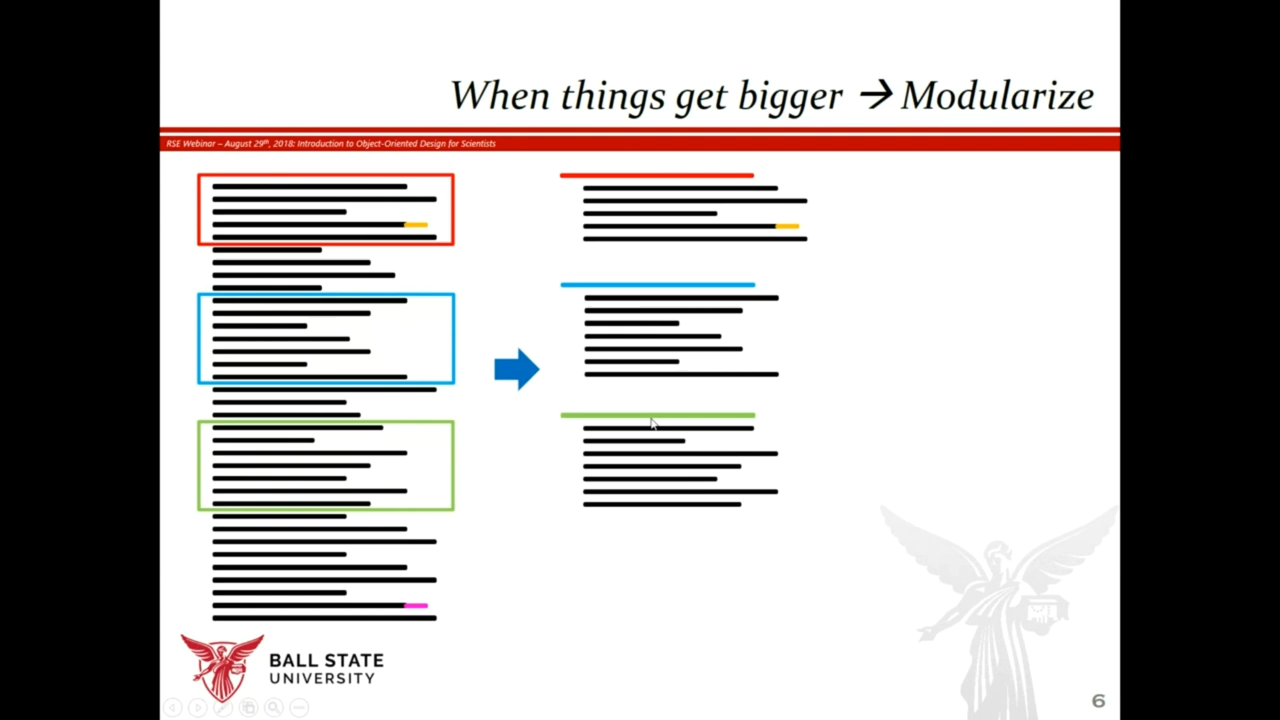 When things get bigger → Modularize
RSE Webinar – August 29th, 2018: Introduction to Object-Oriented Design for Scientists
BALL STATE
UNIVERSITY
6